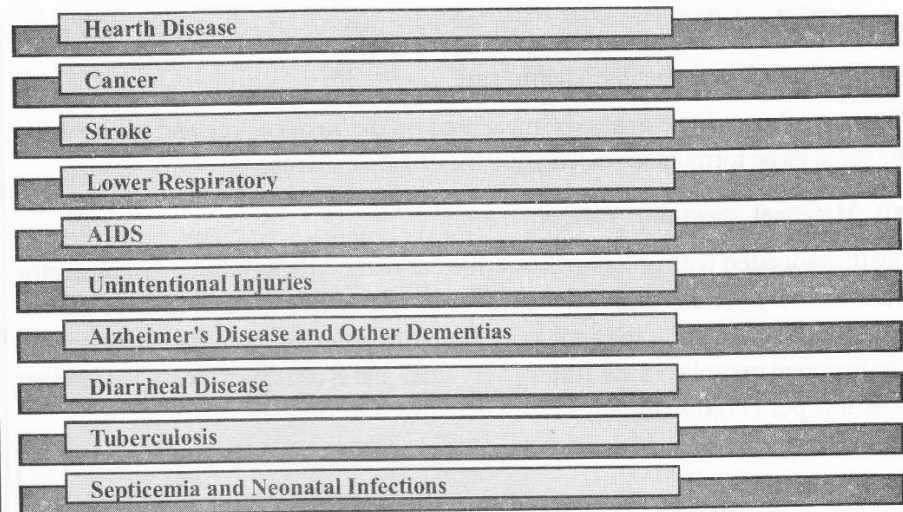 Hearth Disease
Cancer
Stroke
Lower Respiratory
AIDS
Unintentional Injuries
Alzheimer's Disease and Other Dementias
Diarrheal Disease
Tuberculosis
Septicemia and Neonatal Infections